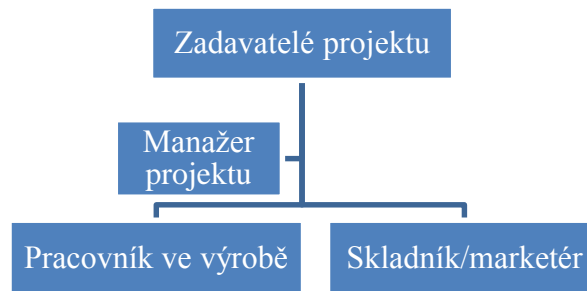 Zadavatelé projektu
Manažer
projektu
Pracovník ve výrobě
Skladník/marketér